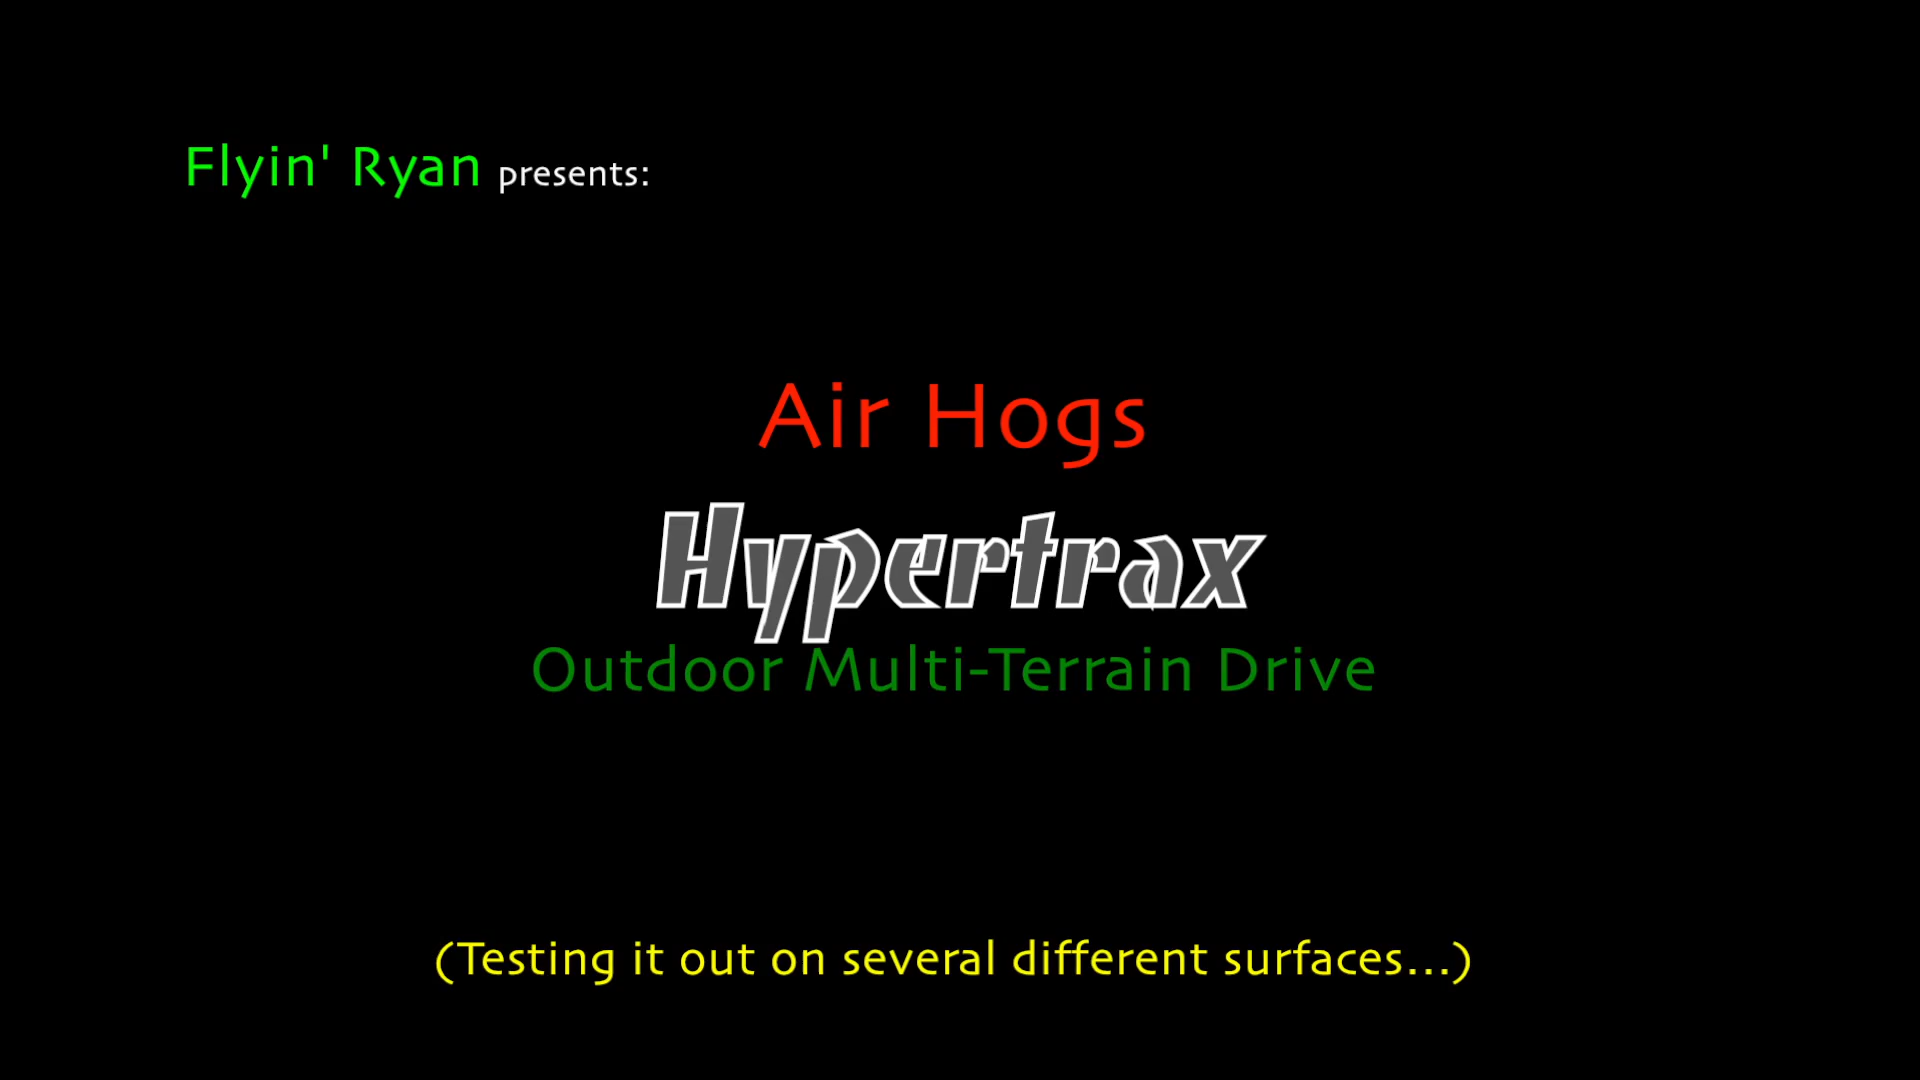 Flyin' Ryan presents:
Air Hogs
Hypertrax
Outdoor Multi-Terrain Drive
(Testing it out on several different surfaces...)